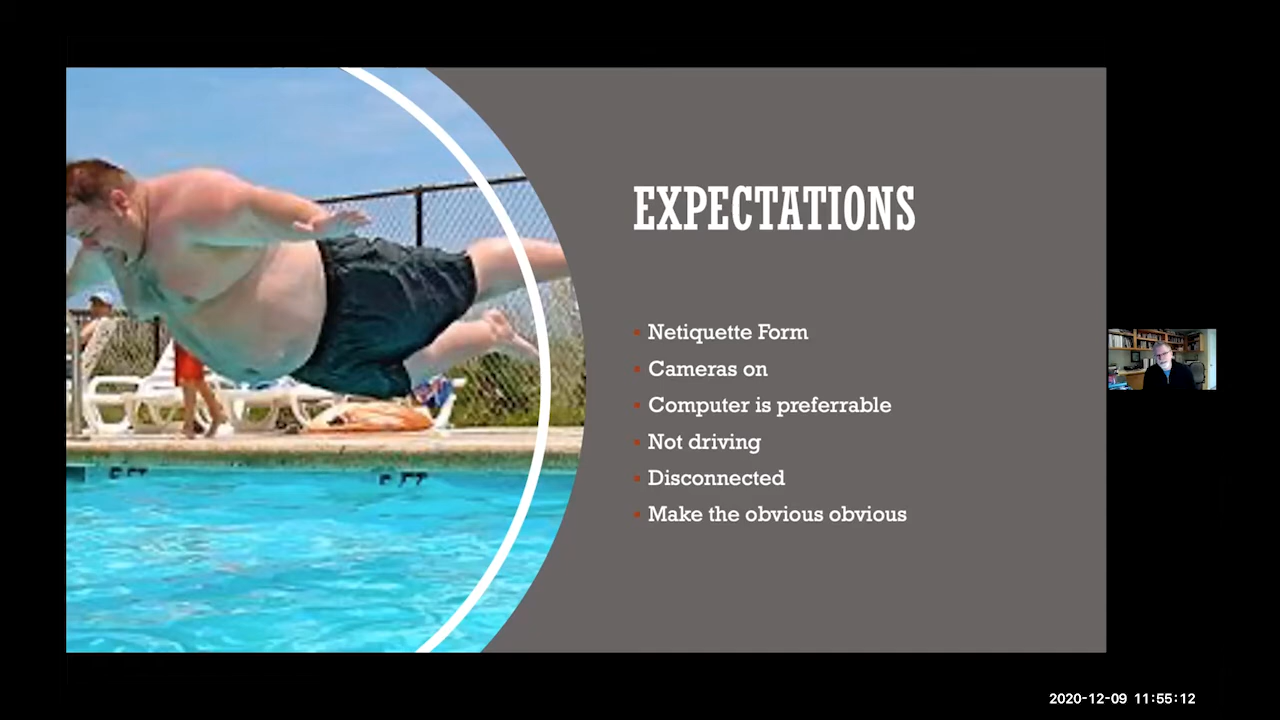 EXPECTATIONS
Netiquette Form
Cameras on
Computer is preferrable
Not driving
Disconnected
Make the obvious obvious
2020-12-09 11:55:12